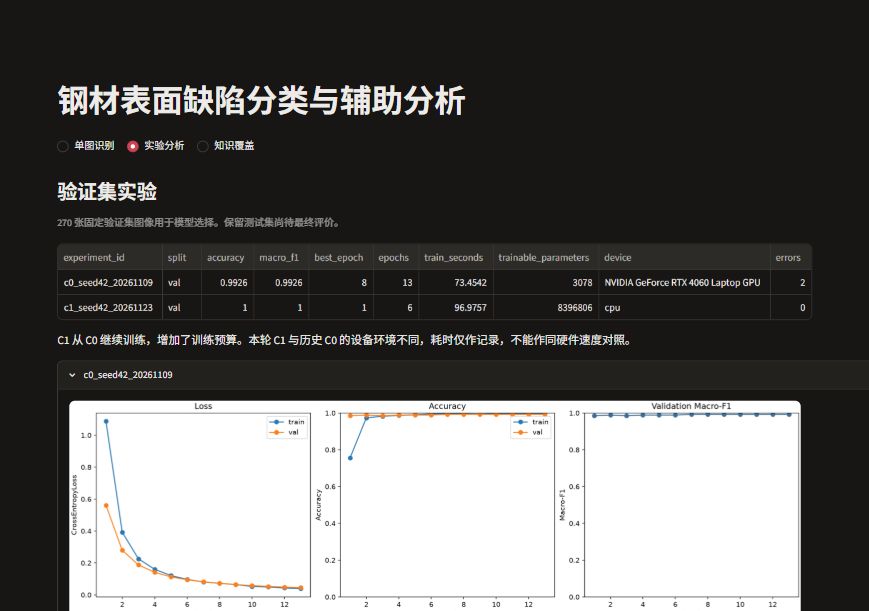 钢材表面缺陷分类与辅助分析
单图识别 实验分析 知识覆盖
验证集实验
270 张固定验证集图像用于模型选择。保留测试集尚待最终评价。
experiment_id split accuracy macro_f1 best_epoch epochs train_seconds trainable_parameters device errors
c0_seed42_20261109 val 0.9926 0.9926 8 13 73.4542 3078 NVIDIA GeForce RTX 4060 Laptop GPU 2
c1_seed42_20261123 val 1 1 1 6 96.9757 8396806 cpu 0
C1 从 C0 继续训练，增加了训练预算。本轮 C1 与历史 C0 的设备环境不同，耗时仅作记录，不能作同硬件速度对照。
c0_seed42_20261109
Loss
CrossEntropyLoss
1.0
0.8
0.6
0.4
0.2
0.0
2 4 6 8 10 12
train
val
Accuracy
Accuracy
1.0
0.8
0.6
0.4
0.2
0.0
2 4 6 8 10 12
train
val
Validation Macro-F1
Macro-F1
1.0
0.8
0.6
0.4
0.2
0.0
2 4 6 8 10 12